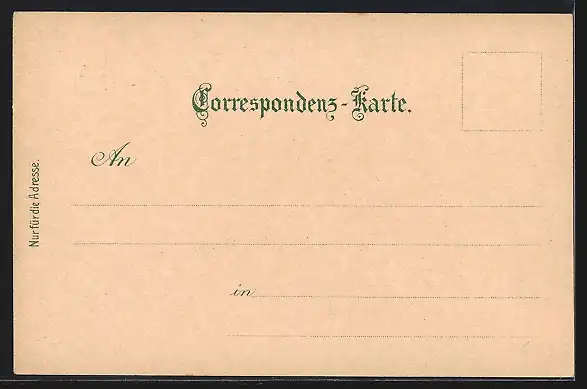 Correspondenz-Karte.
An
in
Nur für die Adresse.